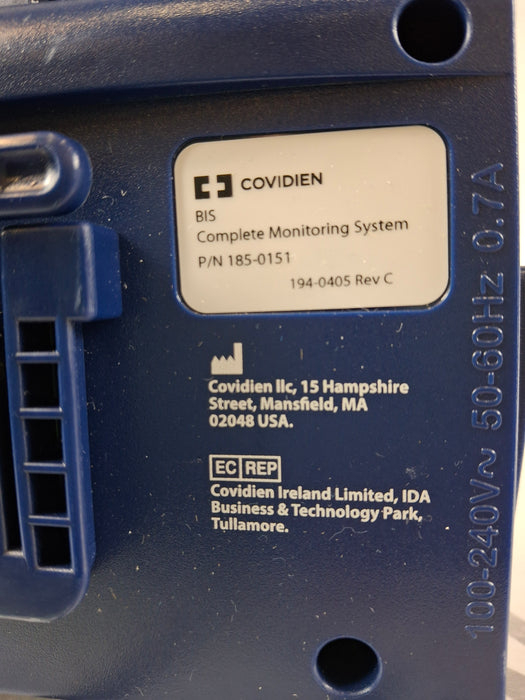 COVIDIEN
BIS
Complete Monitoring System
P/N 185-0151
194-0405 Rev C
Covidien llc, 15 Hampshire
Street, Mansfield, MA
02048 USA.
EC REP
Covidien Ireland Limited, IDA
Business & Technology Park,
Tullamore.
100-240V~ 50-60Hz 0.7A